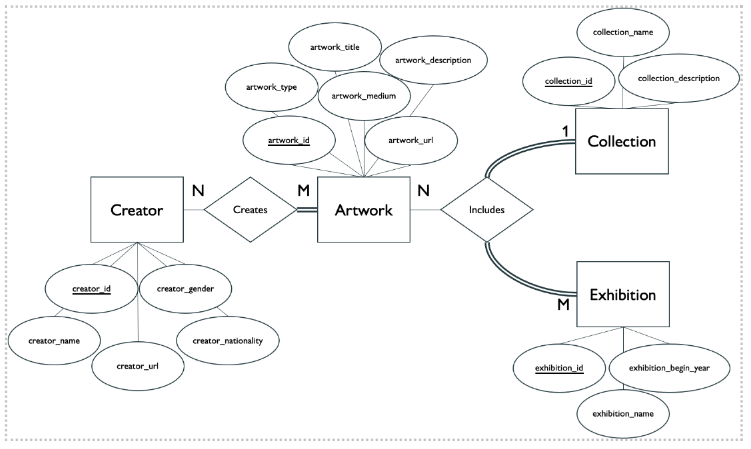 collection_name
artwork_title
artwork_description
collection_id
collection_description
artwork_type
artwork_medium
artwork_id
artwork_url
1
Collection
N
M
N
Creator
Creates
Artwork
Includes
creator_id
creator_gender
Exhibition
M
creator_name
creator_nationality
creator_url
exhibition_id
exhibition_begin_year
exhibition_name